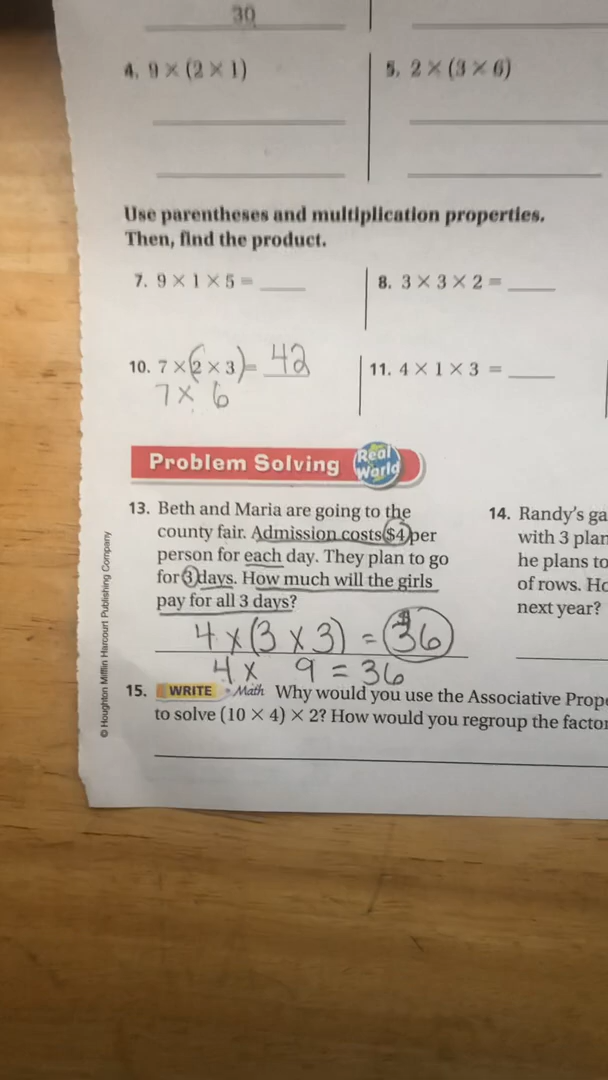 30
4. 9 × (2 × 1)
5. 2 × (3 × 6)
Use parentheses and multiplication properties.
Then, find the product.
7. 9 × 1 × 5 = ____
8. 3 × 3 × 2 = ____
10. 7 × (2 × 3) = 42
7 × 6
11. 4 × 1 × 3 = ____
Problem Solving Real World
13. Beth and Maria are going to the
county fair. Admission costs $4 per
person for each day. They plan to go
for 3 days. How much will the girls
pay for all 3 days?
4 × (3 × 3) = $36
4 × 9 = 36
14. Randy's ga
with 3 plan
he plans to
of rows. Ho
next year?
15. WRITE Math Why would you use the Associative Prope
to solve (10 × 4) × 2? How would you regroup the factor
© Houghton Mifflin Harcourt Publishing Company